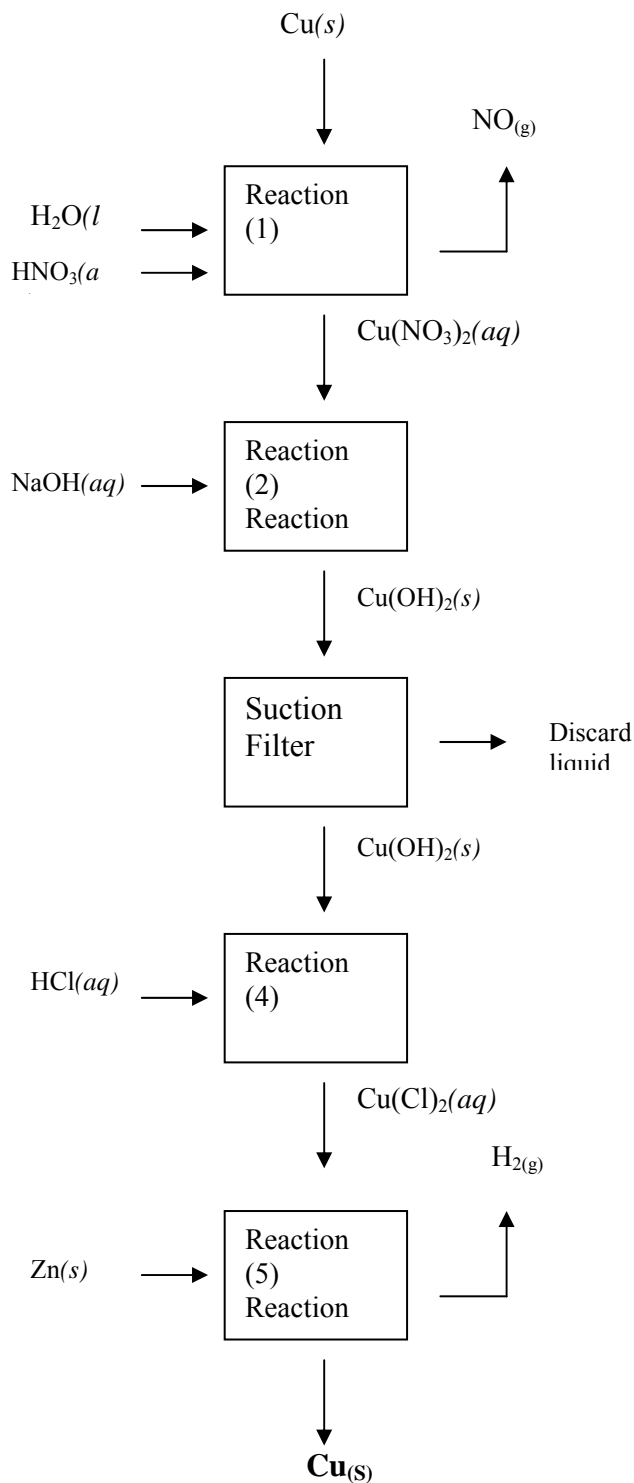 Cu(s)
NO(g)
Reaction
(1)
H₂O(l
HNO₃(a
Cu(NO₃)₂(aq)
Reaction
(2)
Reaction
NaOH(aq)
Cu(OH)₂(s)
Suction
Filter
Discard
liquid
Cu(OH)₂(s)
Reaction
(4)
HCl(aq)
Cu(Cl)₂(aq)
H₂(g)
Reaction
(5)
Reaction
Zn(s)
Cu(S)